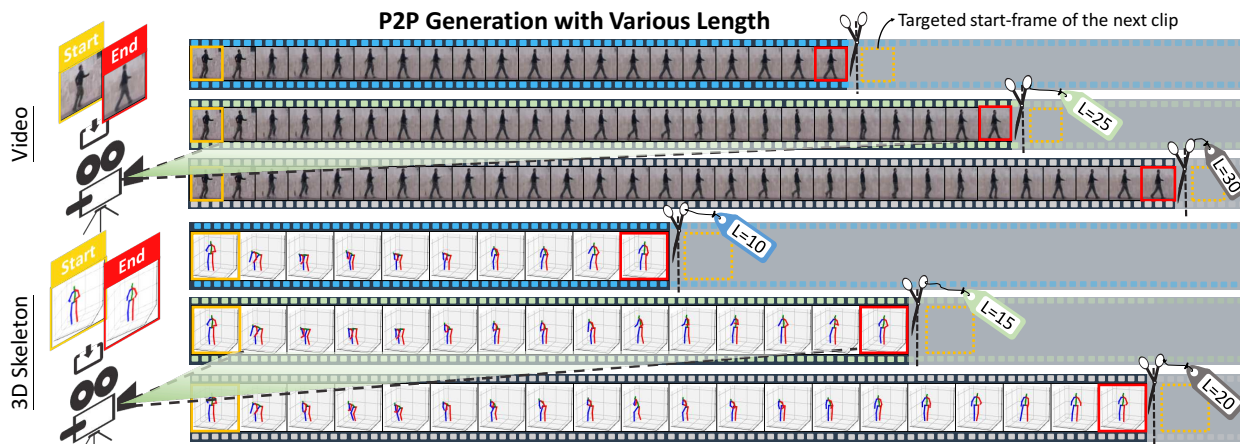 P2P Generation with Various Length
Targeted start-frame of the next clip
Start
End
Video
L=25
L=30
Start
End
3D Skeleton
L=10
L=15
L=20